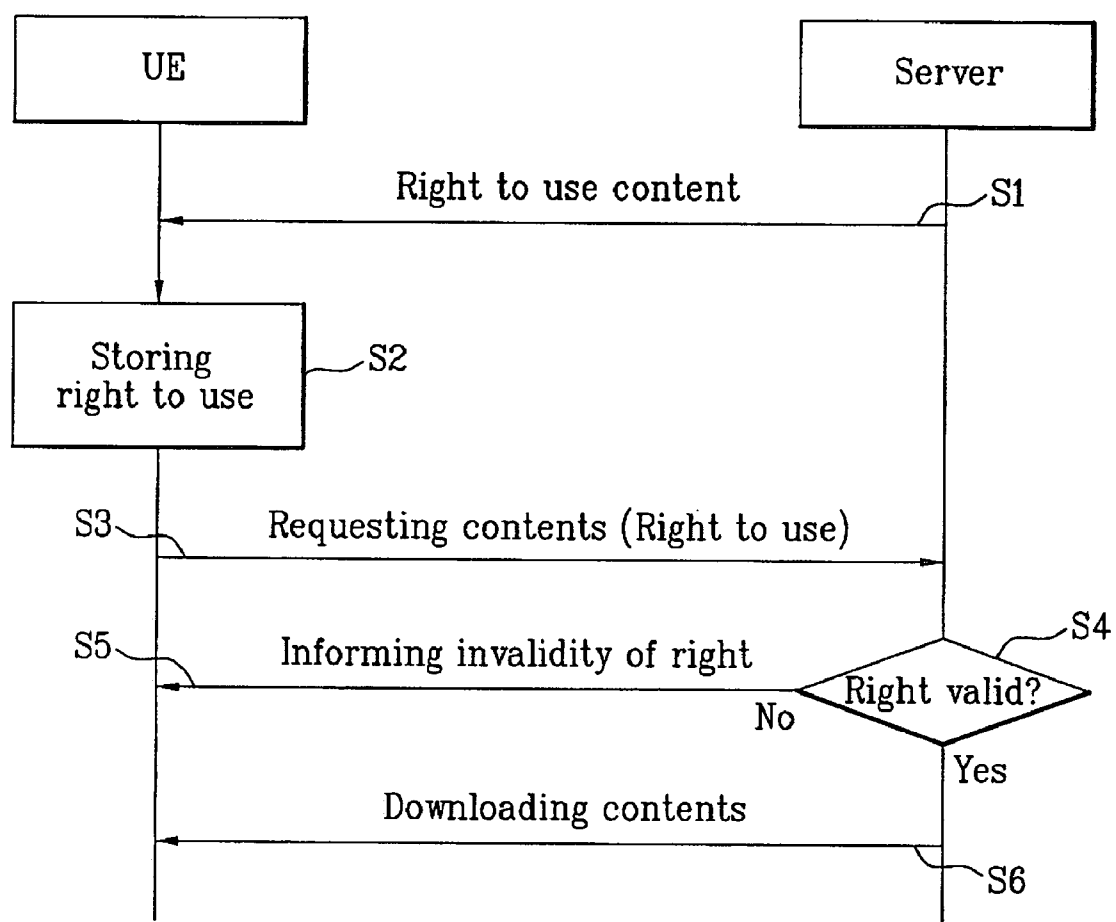 UE
Server
Right to use content
S1
Storing
right to use
S2
S3
Requesting contents (Right to use)
S4
S5
Informing invalidity of right
Right valid?
No
Yes
Downloading contents
S6